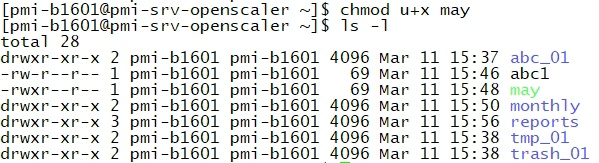 [pmi-b1601@pmi-srv-openscaler ~]$ chmod u+x may
[pmi-b1601@pmi-srv-openscaler ~]$ ls -l
total 28
drwxr-xr-x 2 pmi-b1601 pmi-b1601 4096 Mar 11 15:37 abc_01
-rw-r--r-- 1 pmi-b1601 pmi-b1601   69 Mar 11 15:46 abc1
-rwxr--r-- 1 pmi-b1601 pmi-b1601   69 Mar 11 15:48 may
drwxr-xr-x 2 pmi-b1601 pmi-b1601 4096 Mar 11 15:50 monthly
drwxr-xr-x 3 pmi-b1601 pmi-b1601 4096 Mar 11 15:56 reports
drwxr-xr-x 2 pmi-b1601 pmi-b1601 4096 Mar 11 15:38 tmp_01
drwxr-xr-x 2 pmi-b1601 pmi-b1601 4096 Mar 11 15:38 trash_01